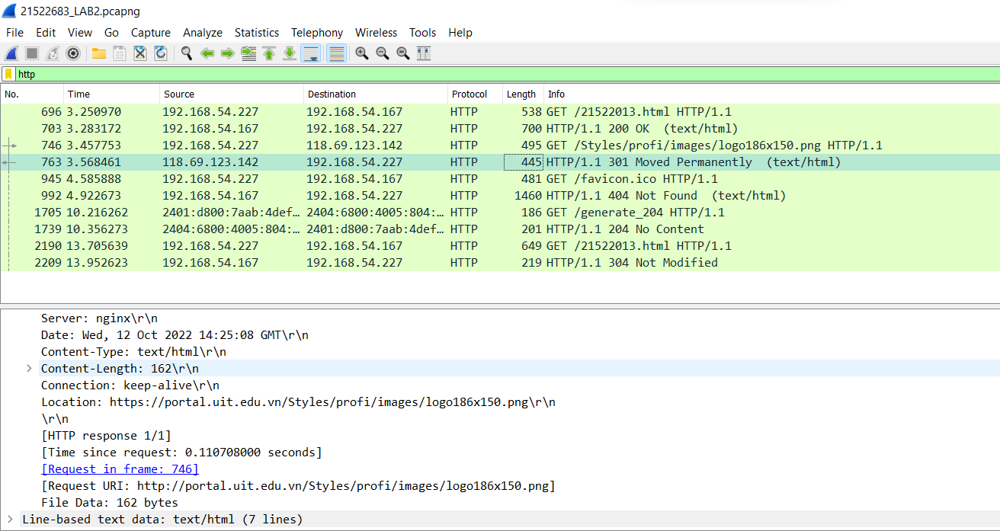 21522683_LAB2.pcapng
File Edit View Go Capture Analyze Statistics Telephony Wireless Tools Help
http
No. Time Source Destination Protocol Length Info
696 3.250970 192.168.54.227 192.168.54.167 HTTP 538 GET /21522013.html HTTP/1.1
703 3.283172 192.168.54.167 192.168.54.227 HTTP 700 HTTP/1.1 200 OK (text/html)
746 3.457753 192.168.54.227 118.69.123.142 HTTP 495 GET /Styles/profi/images/logo186x150.png HTTP/1.1
763 3.568461 118.69.123.142 192.168.54.227 HTTP 445 HTTP/1.1 301 Moved Permanently (text/html)
945 4.585888 192.168.54.227 192.168.54.167 HTTP 481 GET /favicon.ico HTTP/1.1
992 4.922673 192.168.54.167 192.168.54.227 HTTP 1460 HTTP/1.1 404 Not Found (text/html)
1705 10.216262 2401:d800:7aab:4def… 2404:6800:4005:804:… HTTP 186 GET /generate_204 HTTP/1.1
1739 10.356273 2404:6800:4005:804:… 2401:d800:7aab:4def… HTTP 201 HTTP/1.1 204 No Content
2190 13.705639 192.168.54.227 192.168.54.167 HTTP 649 GET /21522013.html HTTP/1.1
2209 13.952623 192.168.54.167 192.168.54.227 HTTP 219 HTTP/1.1 304 Not Modified
Server: nginx\r\n
Date: Wed, 12 Oct 2022 14:25:08 GMT\r\n
Content-Type: text/html\r\n
Content-Length: 162\r\n
Connection: keep-alive\r\n
Location: https://portal.uit.edu.vn/Styles/profi/images/logo186x150.png\r\n
\r\n
[HTTP response 1/1]
[Time since request: 0.110708000 seconds]
[Request in frame: 746]
[Request URI: http://portal.uit.edu.vn/Styles/profi/images/logo186x150.png]
File Data: 162 bytes
Line-based text data: text/html (7 lines)